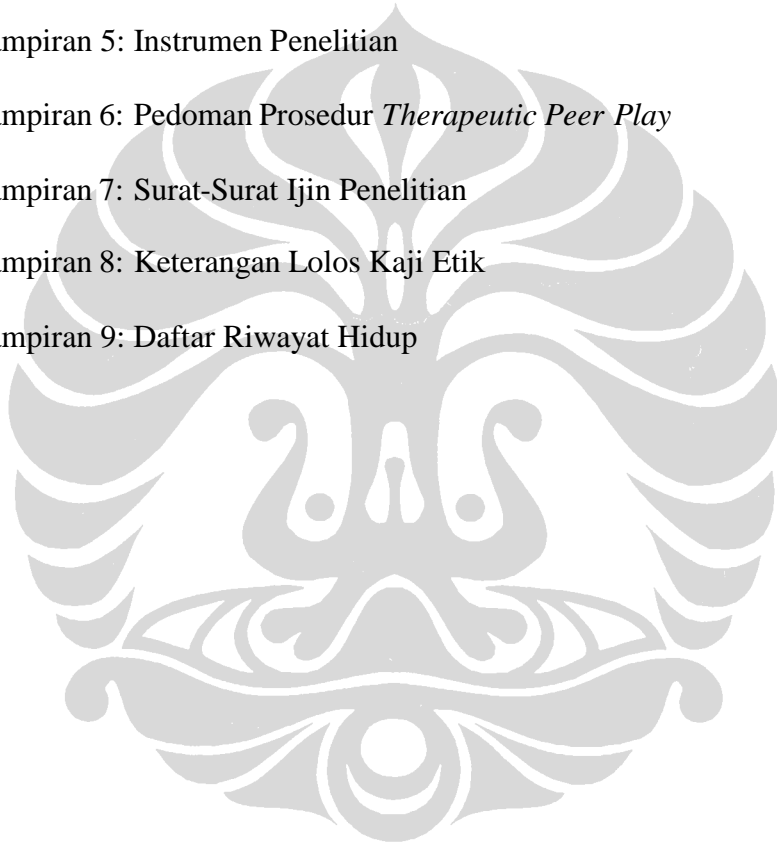 ampiran 5: Instrumen Penelitian
ampiran 6: Pedoman Prosedur Therapeutic Peer Play
ampiran 7: Surat-Surat Ijin Penelitian
ampiran 8: Keterangan Lolos Kaji Etik
ampiran 9: Daftar Riwayat Hidup